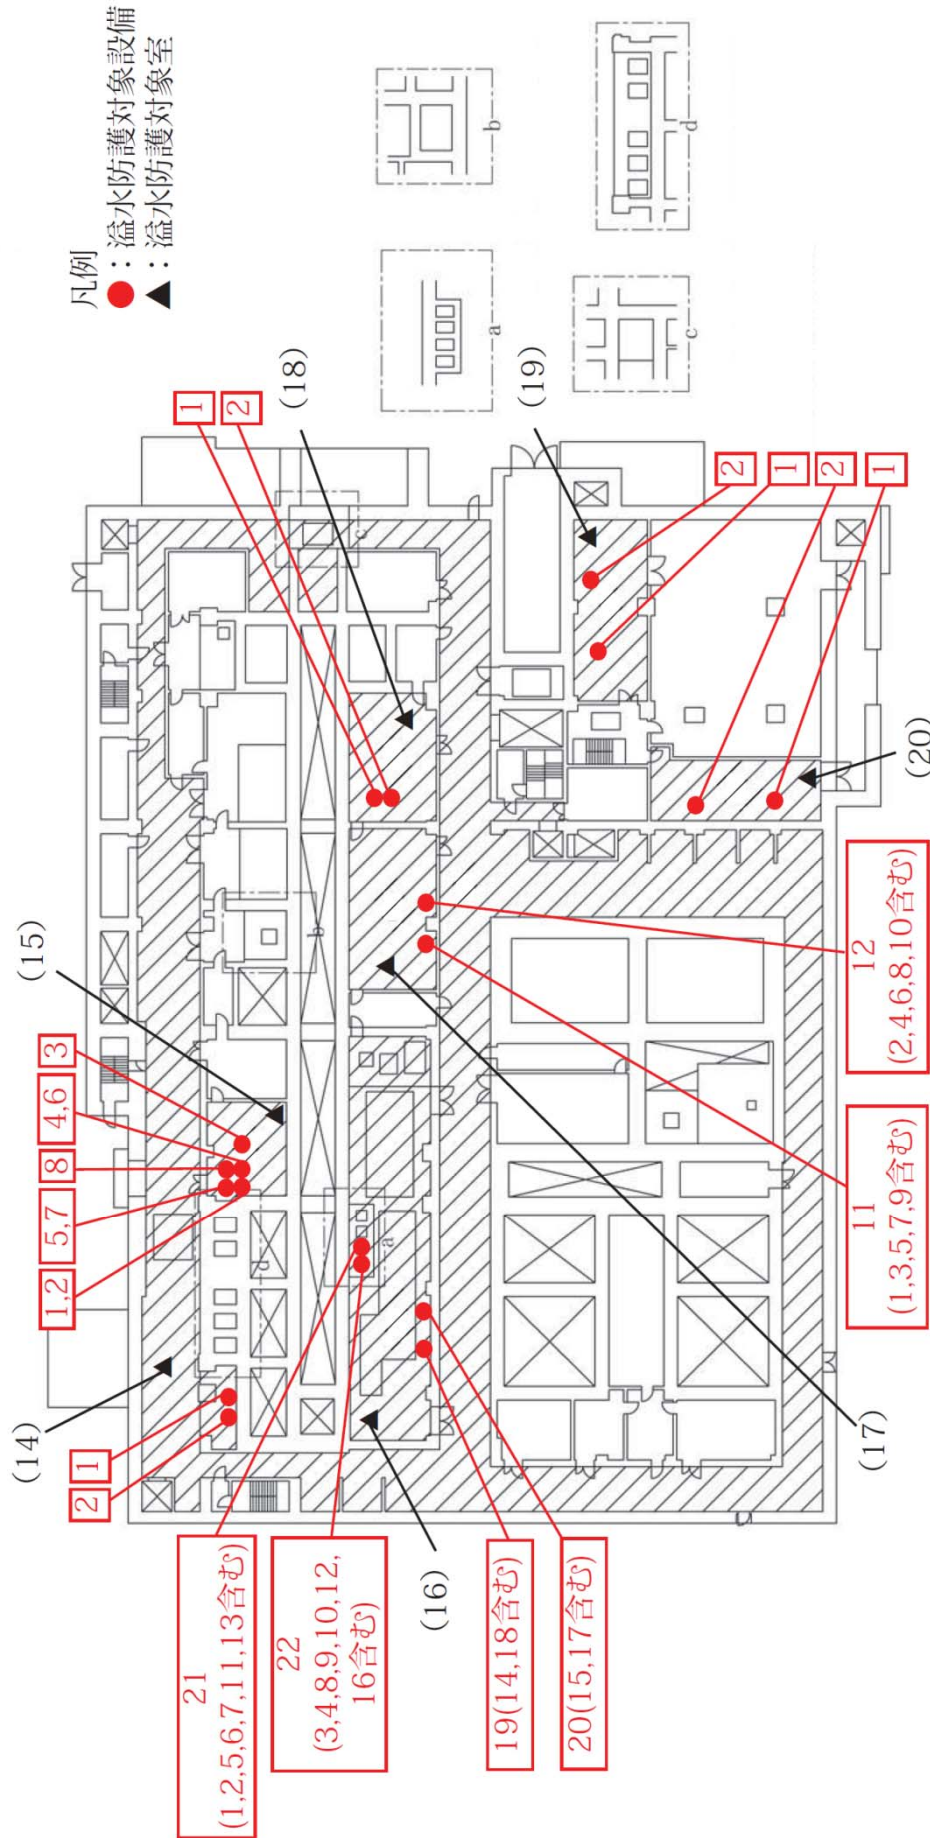 凡例
●：溢水防護対象設備
▲：溢水防護対象室
(14)
(15)
(16)
(17)
(18)
(19)
(20)
1
2
1,2
5,7
8
4,6
3
1
2
2
1
2
1
21
(1,2,5,6,7,11,13含む)
22
(3,4,8,9,10,12,
16含む)
19(14,18含む)
20(15,17含む)
11
(1,3,5,7,9含む)
12
(2,4,6,8,10含む)
a
b
c
d
a
b
c
d